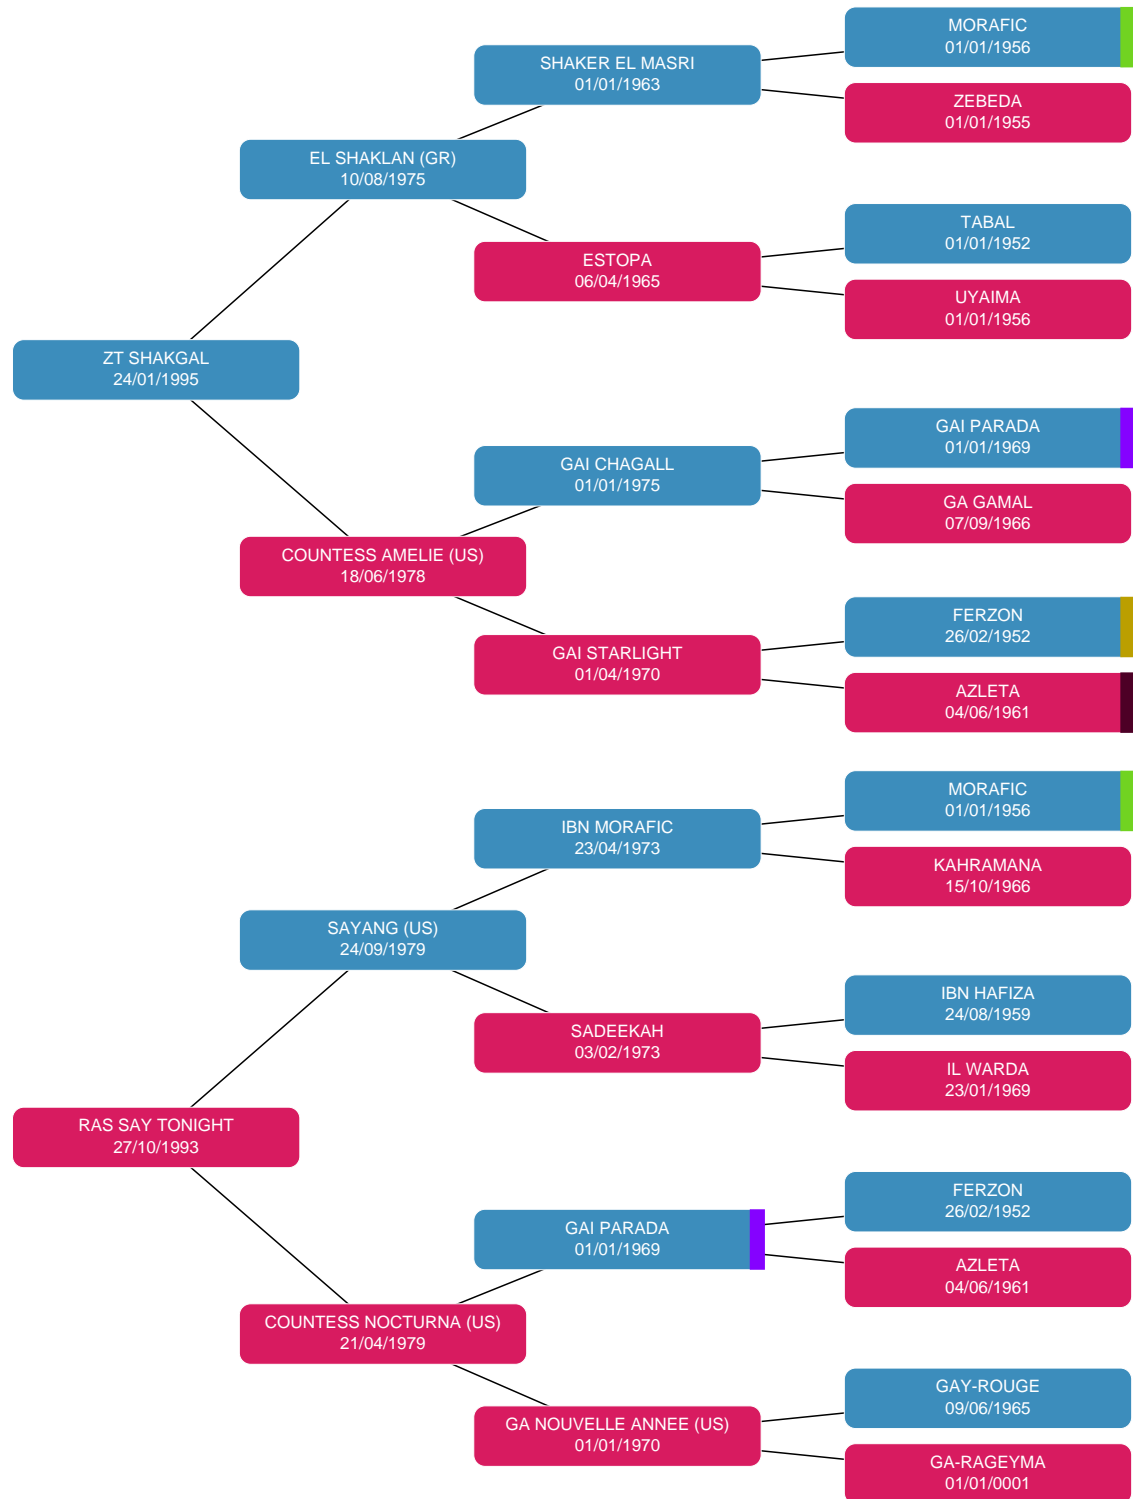 MORAFIC
01/01/1956
SHAKER EL MASRI
01/01/1963
ZEBEDA
01/01/1955
EL SHAKLAN (GR)
10/08/1975
TABAL
01/01/1952
ESTOPA
06/04/1965
UYAIMA
01/01/1956
ZT SHAKGAL
24/01/1995
GAI PARADA
01/01/1969
GAI CHAGALL
01/01/1975
GA GAMAL
07/09/1966
COUNTESS AMELIE (US)
18/06/1978
FERZON
26/02/1952
GAI STARLIGHT
01/04/1970
AZLETA
04/06/1961
MORAFIC
01/01/1956
IBN MORAFIC
23/04/1973
KAHRAMANA
15/10/1966
SAYANG (US)
24/09/1979
IBN HAFIZA
24/08/1959
SADEEKAH
03/02/1973
IL WARDA
23/01/1969
RAS SAY TONIGHT
27/10/1993
FERZON
26/02/1952
GAI PARADA
01/01/1969
AZLETA
04/06/1961
COUNTESS NOCTURNA (US)
21/04/1979
GAY-ROUGE
09/06/1965
GA NOUVELLE ANNEE (US)
01/01/1970
GA-RAGEYMA
01/01/0001